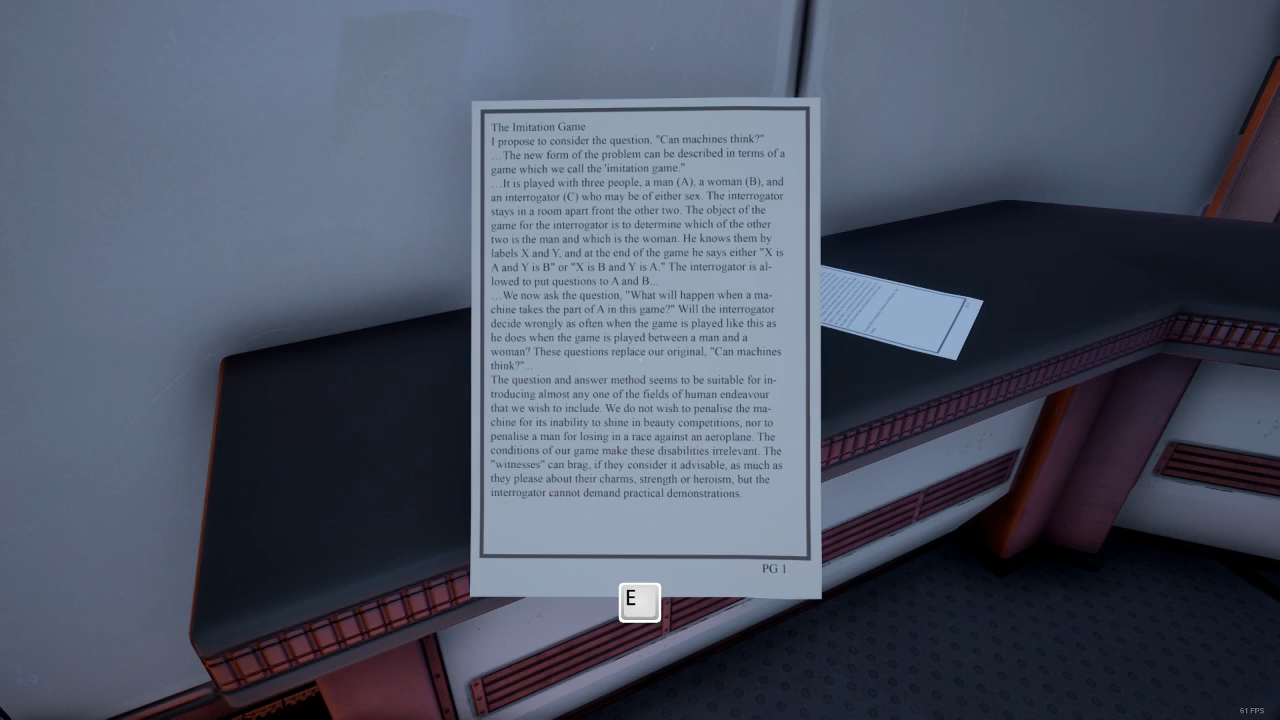 The Imitation Game
I propose to consider the question, "Can machines think?"
…The new form of the problem can be described in terms of a
game which we call the 'imitation game."
…It is played with three people, a man (A), a woman (B), and
an interrogator (C) who may be of either sex. The interrogator
stays in a room apart front the other two. The object of the
game for the interrogator is to determine which of the other
two is the man and which is the woman. He knows them by
labels X and Y, and at the end of the game he says either "X is
A and Y is B" or "X is B and Y is A." The interrogator is al-
lowed to put questions to A and B...
…We now ask the question, "What will happen when a ma-
chine takes the part of A in this game?" Will the interrogator
decide wrongly as often when the game is played like this as
he does when the game is played between a man and a
woman? These questions replace our original, "Can machines
think?"...
The question and answer method seems to be suitable for in-
troducing almost any one of the fields of human endeavour
that we wish to include. We do not wish to penalise the ma-
chine for its inability to shine in beauty competitions, nor to
penalise a man for losing in a race against an aeroplane. The
conditions of our game make these disabilities irrelevant. The
"witnesses" can brag, if they consider it advisable, as much as
they please about their charms, strength or heroism, but the
interrogator cannot demand practical demonstrations.
PG 1
E
61 FPS